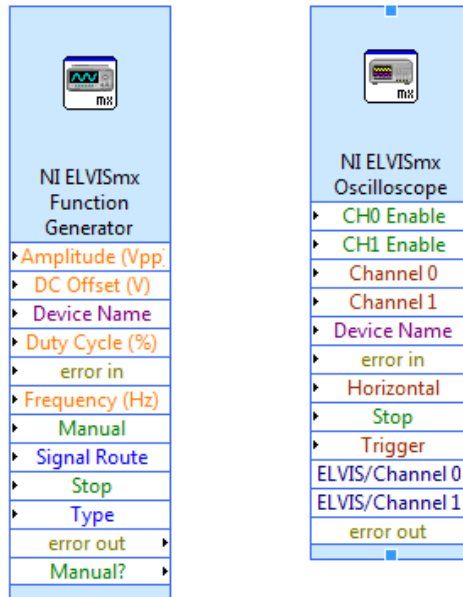 mx
NI ELVISmx
Function
Generator
Amplitude (Vpp)
DC Offset (V)
Device Name
Duty Cycle (%)
error in
Frequency (Hz)
Manual
Signal Route
Stop
Type
error out
Manual?
mx
NI ELVISmx
Oscilloscope
CH0 Enable
CH1 Enable
Channel 0
Channel 1
Device Name
error in
Horizontal
Stop
Trigger
ELVIS/Channel 0
ELVIS/Channel 1
error out